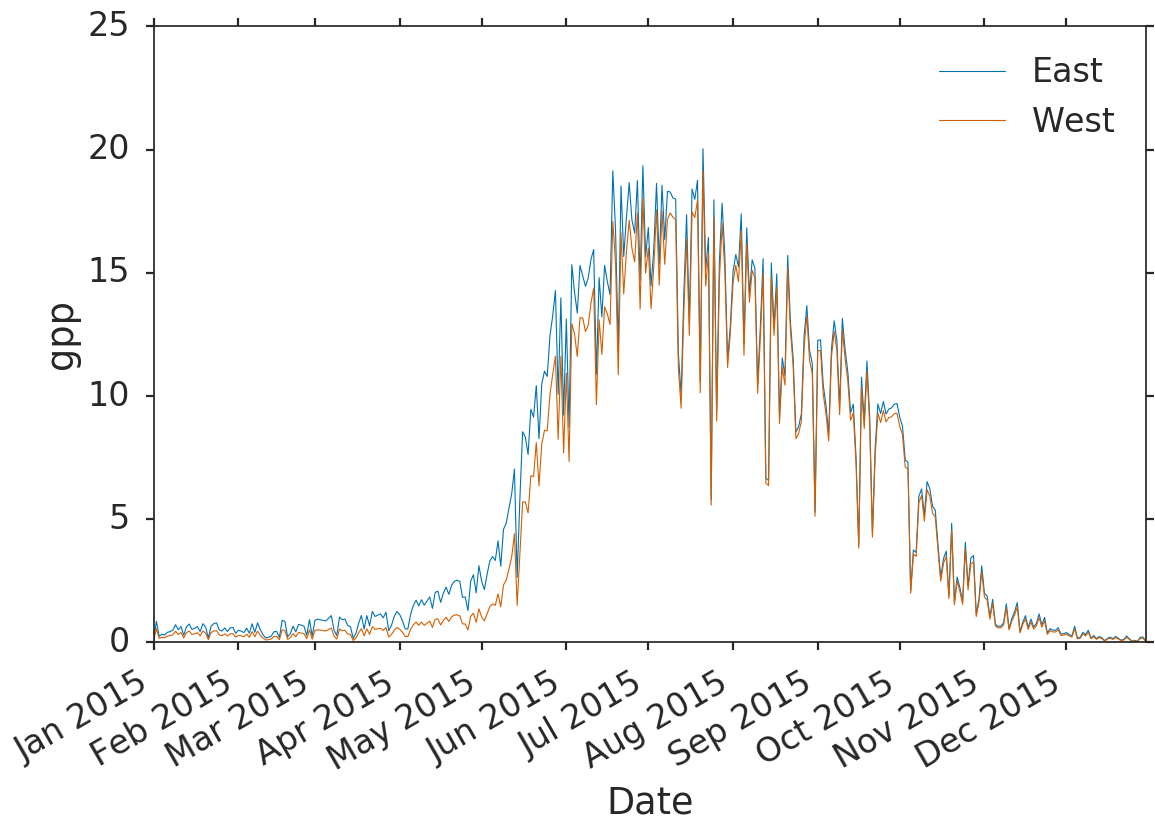 25
20
15
10
5
0
gpp
East
West
Jan 2015
Feb 2015
Mar 2015
Apr 2015
May 2015
Jun 2015
Jul 2015
Aug 2015
Sep 2015
Oct 2015
Nov 2015
Dec 2015
Date